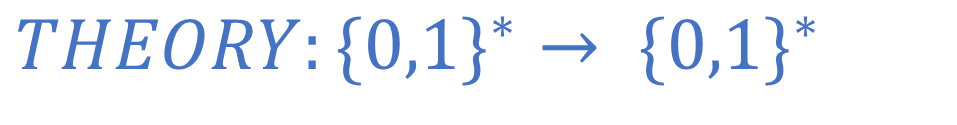 THEORY: {0,1}* → {0,1}*